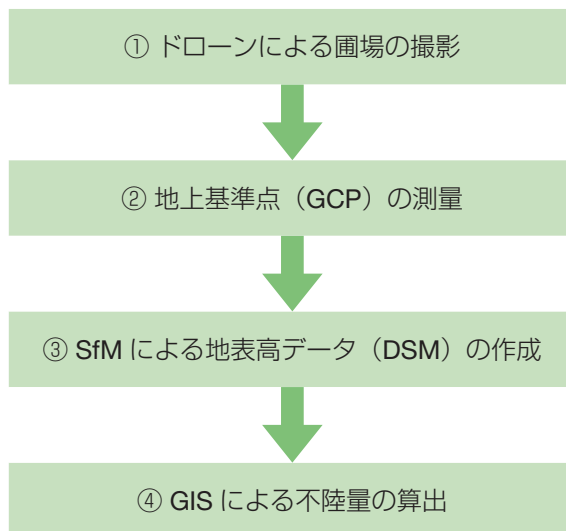 ① ドローンによる圃場の撮影
② 地上基準点（GCP）の測量
③ SfM による地表高データ（DSM）の作成
④ GIS による不陸量の算出